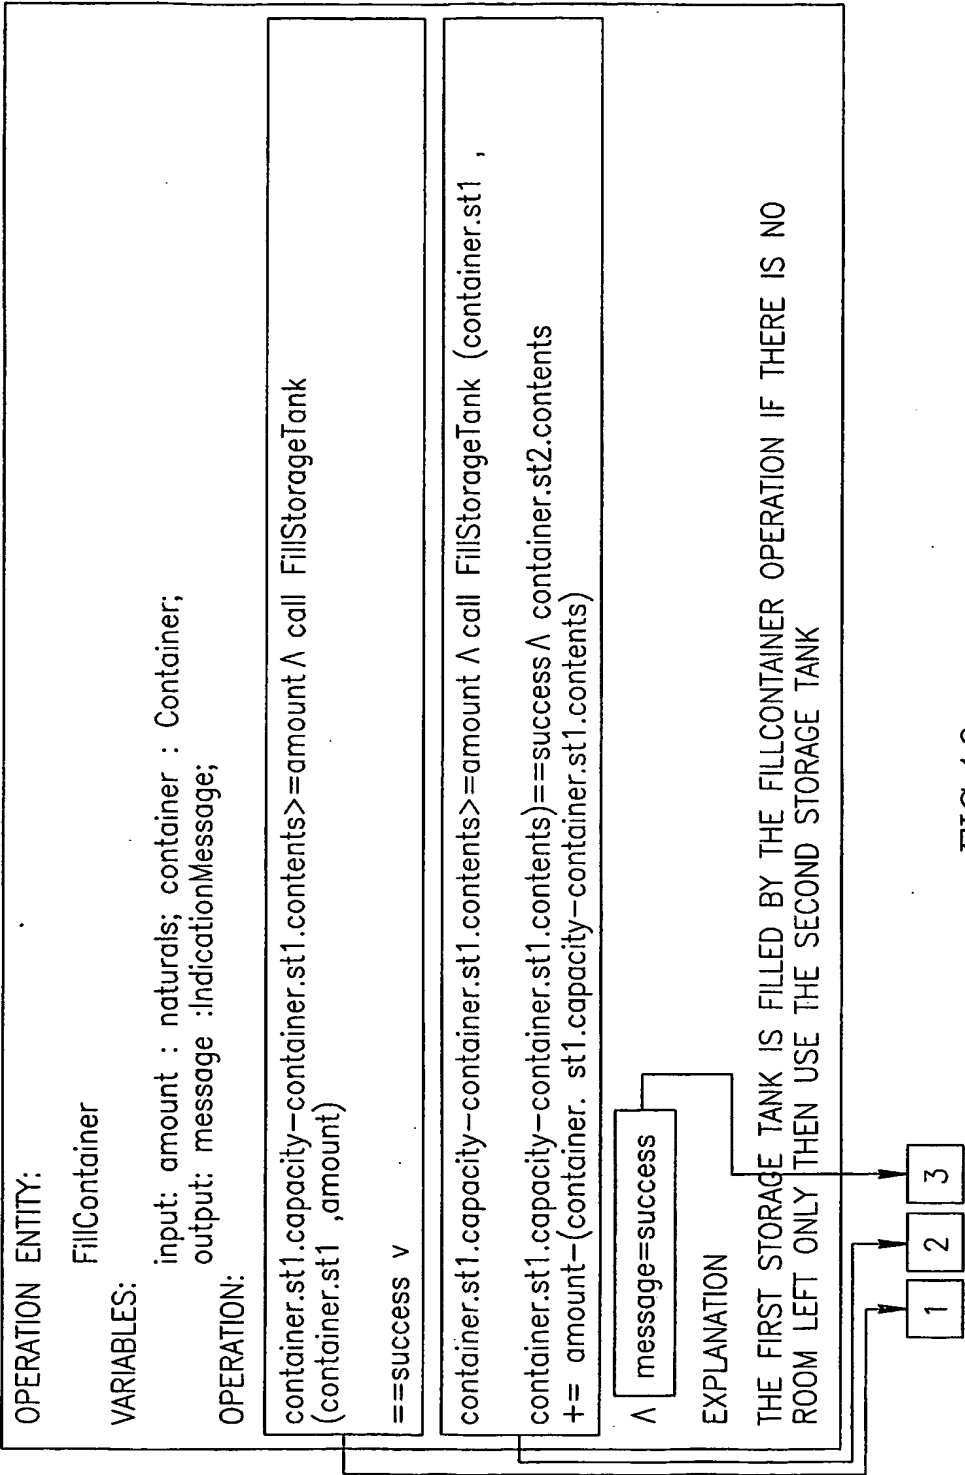 OPERATION ENTITY:
FillContainer
VARIABLES:
input: amount : naturals; container : Container;
output: message :IndicationMessage;
OPERATION:
container.st1.capacity-container.st1.contents>=amount Λ call FillStorageTank
(container.st1 ,amount)
==success v
container.st1.capacity-container.st1.contents>=amount Λ call FillStorageTank (container.st1 ,
container.st1.capacity-container.st1.contents)==success Λ container.st2.contents
+= amount-(container. st1.capacity-container.st1.contents)
Λ message=success
EXPLANATION
THE FIRST STORAGE TANK IS FILLED BY THE FILLCONTAINER OPERATION IF THERE IS NO
ROOM LEFT ONLY THEN USE THE SECOND STORAGE TANK
1 2 3